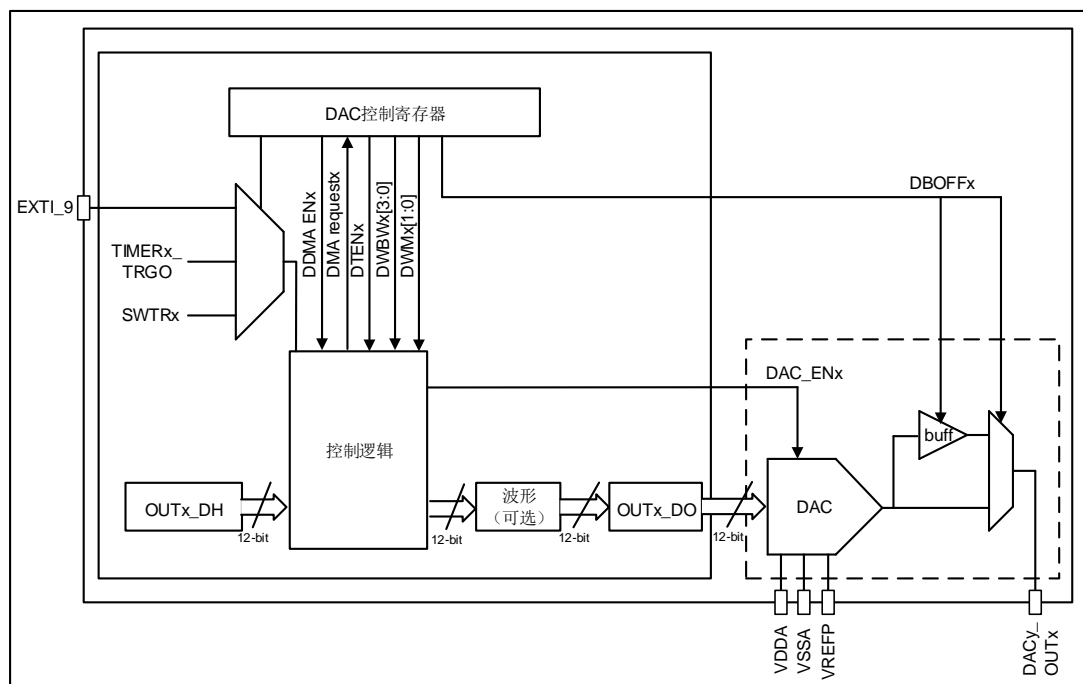 DAC控制寄存器
DBOFFx
EXTI_9
TIMERx_
TRGO
SWTRx
DDMA ENx
DMA requestx
DTENx
DWBWx[3:0]
DWMx[1:0]
DAC_ENx
控制逻辑
buff
OUTx_DH
12-bit
12-bit
波形
(可选)
12-bit
OUTx_DO
12-bit
DAC
VDDA
VSSA
VREFP
DACy_
OUTx